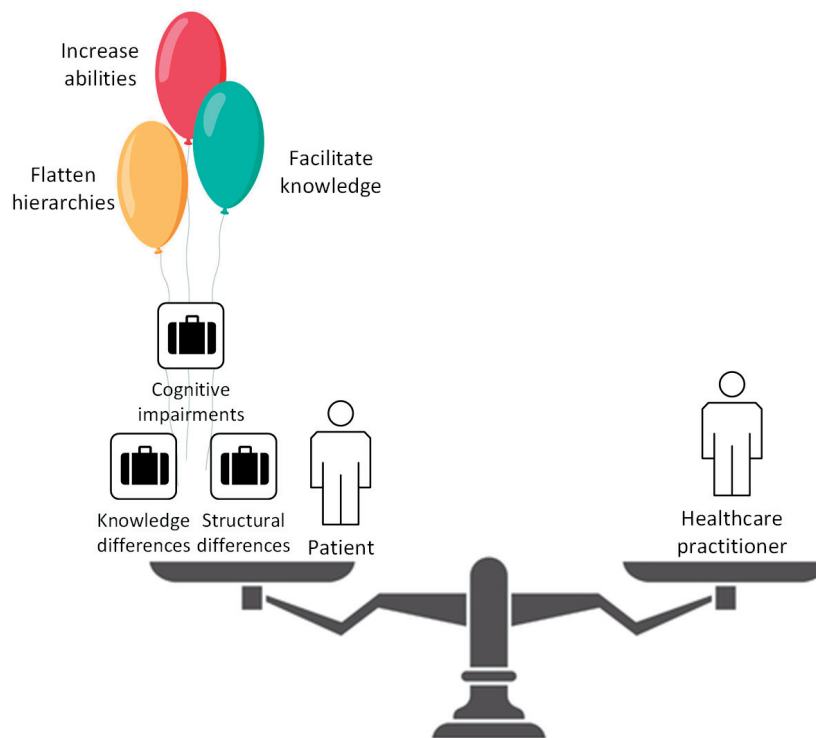 Increase
abilities
Flatten
hierarchies
Facilitate
knowledge
Cognitive
impairments
Knowledge
differences
Structural
differences
Patient
Healthcare
practitioner